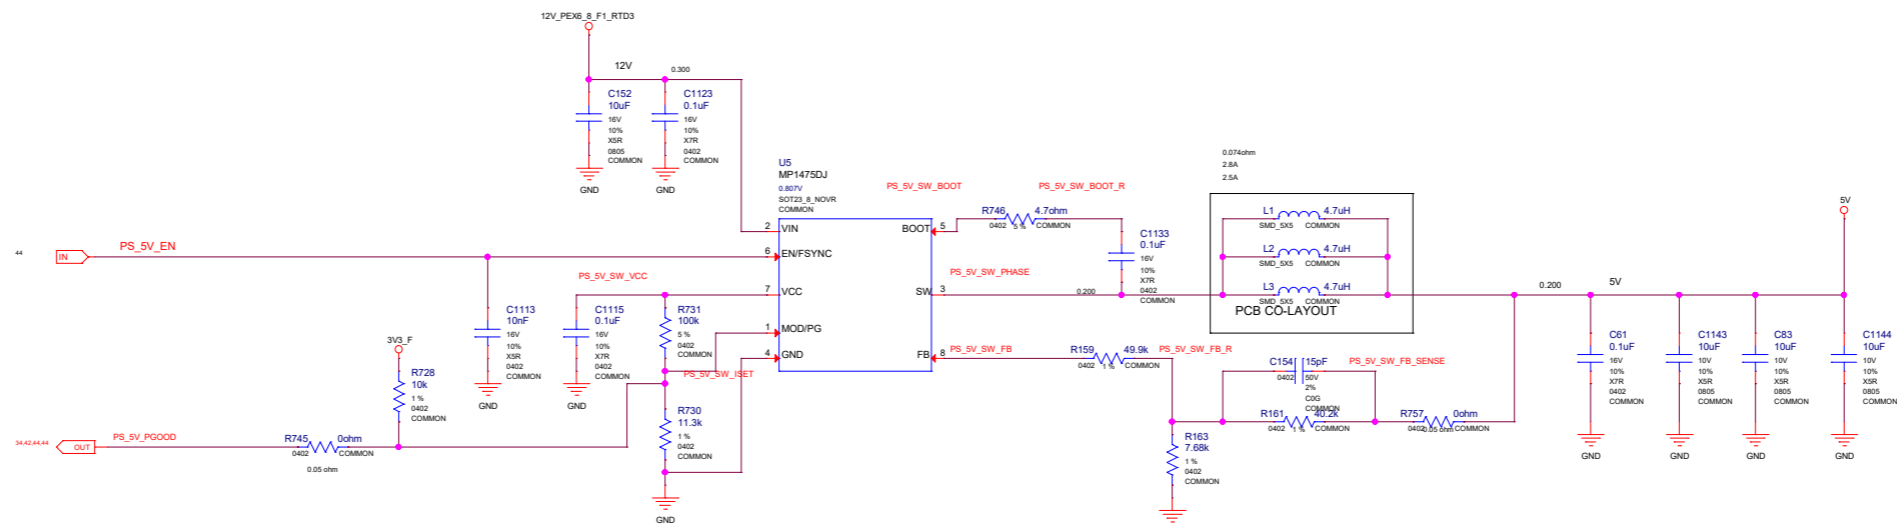 12V_PEX6_8_F1_RTD3
12V
0.300
C152
10uF
16V
10%
X5R
0805
COMMON
GND
C1123
0.1uF
16V
10%
X7R
0402
COMMON
GND
U5
MP1475DJ
0.807V
SOT23_8_NOVR
COMMON
2
VIN
6
EN/FSYNC
7
VCC
1
MOD/PG
4
GND
BOOT
5
SW
3
FB
8
44
IN
PS_5V_EN
C1113
10nF
16V
10%
X5R
0402
COMMON
GND
PS_5V_SW_VCC
C1115
0.1uF
16V
10%
X7R
0402
COMMON
GND
R731
100k
5 %
0402
COMMON
PS_5V_SW_ISET
R730
11.3k
1 %
0402
COMMON
GND
3V3_F
R728
10k
1 %
0402
COMMON
34,42,44,44
OUT
PS_5V_PGOOD
R745
0ohm
0402
COMMON
0.05 ohm
PS_5V_SW_BOOT
PS_5V_SW_BOOT_R
R746
4.7ohm
0402
5 %
COMMON
C1133
0.1uF
16V
10%
X7R
0402
COMMON
PS_5V_SW_PHASE
0.200
0.074ohm
2.8A
2.5A
L1
4.7uH
SMD_5X5
COMMON
L2
4.7uH
SMD_5X5
COMMON
L3
4.7uH
SMD_5X5
COMMON
PCB CO-LAYOUT
PS_5V_SW_FB
R159
49.9k
0402
1 %
COMMON
PS_5V_SW_FB_R
C154
15pF
0402
50V
2%
C0G
COMMON
PS_5V_SW_FB_SENSE
R161
40.2k
0402
1 %
COMMON
R757
0ohm
0402
0.05 ohm
COMMON
R163
7.68k
1 %
0402
COMMON
0.200
5V
5V
C61
0.1uF
16V
10%
X7R
0402
COMMON
GND
C1143
10uF
10V
10%
X5R
0805
COMMON
GND
C83
10uF
10V
10%
X5R
0805
COMMON
GND
C1144
10uF
10V
10%
X5R
0805
COMMON
GND